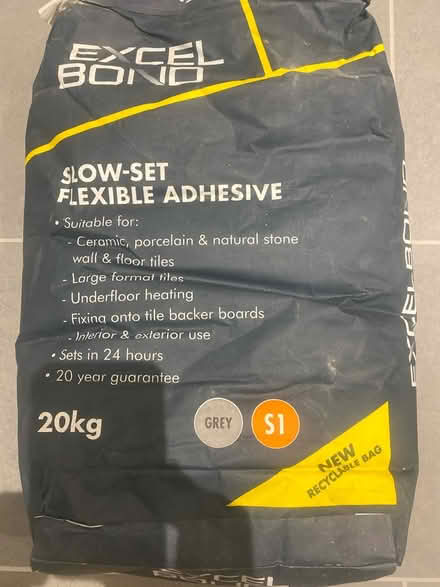 EXCEL
BOND
SLOW-SET
FLEXIBLE ADHESIVE
• Suitable for:
- Ceramic, porcelain & natural stone
wall & floor tiles
- Large format tiles
- Underfloor heating
- Fixing onto tile backer boards
- Interior & exterior use
• Sets in 24 hours
• 20 year guarantee
20kg
GREY
S1
NEW
RECYCLABLE BAG
EXCEL BOND
EXCEL BOND